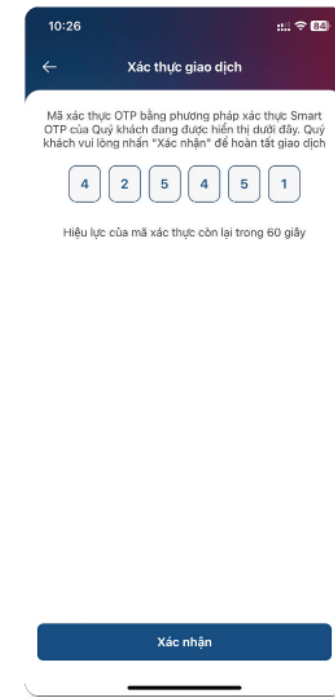 10:26
84
Xác thực giao dịch
Mã xác thực OTP bằng phương pháp xác thực Smart
OTP của Quý khách đang được hiển thị dưới đây. Quý
khách vui lòng nhấn "Xác nhận" để hoàn tất giao dịch
4 2 5 4 5 1
Hiệu lực của mã xác thực còn lại trong 60 giây
Xác nhận